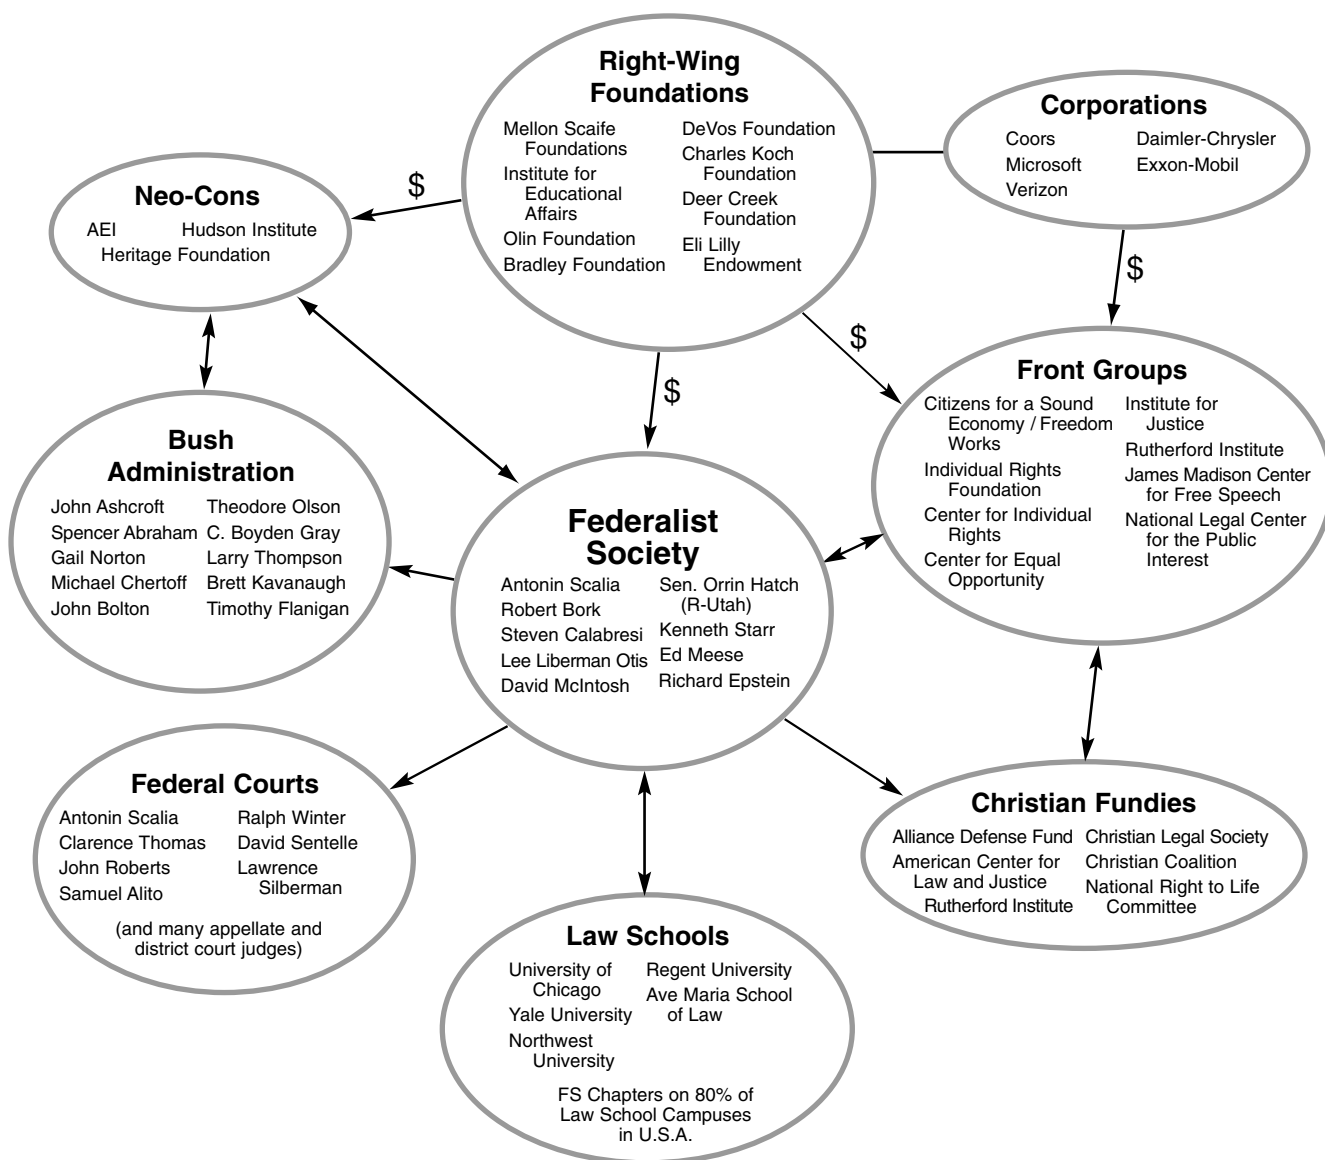 Right-Wing
Foundations
Mellon Scaife
Foundations
Institute for
Educational
Affairs
Olin Foundation
Bradley Foundation
DeVos Foundation
Charles Koch
Foundation
Deer Creek
Foundation
Eli Lilly
Endowment
Corporations
Coors
Microsoft
Verizon
Daimler-Chrysler
Exxon-Mobil
Neo-Cons
AEI Hudson Institute
Heritage Foundation
$
$
$
$
Front Groups
Citizens for a Sound
Economy / Freedom
Works
Individual Rights
Foundation
Center for Individual
Rights
Center for Equal
Opportunity
Institute for
Justice
Rutherford Institute
James Madison Center
for Free Speech
National Legal Center
for the Public
Interest
Bush
Administration
John Ashcroft
Spencer Abraham
Gail Norton
Michael Chertoff
John Bolton
Theodore Olson
C. Boyden Gray
Larry Thompson
Brett Kavanaugh
Timothy Flanigan
Federalist
Society
Antonin Scalia
Robert Bork
Steven Calabresi
Lee Liberman Otis
David McIntosh
Sen. Orrin Hatch
(R-Utah)
Kenneth Starr
Ed Meese
Richard Epstein
Federal Courts
Antonin Scalia
Clarence Thomas
John Roberts
Samuel Alito
Ralph Winter
David Sentelle
Lawrence
Silberman
(and many appellate and
district court judges)
Christian Fundies
Alliance Defense Fund
American Center for
Law and Justice
Rutherford Institute
Christian Legal Society
Christian Coalition
National Right to Life
Committee
Law Schools
University of
Chicago
Yale University
Northwest
University
Regent University
Ave Maria School
of Law
FS Chapters on 80% of
Law School Campuses
in U.S.A.